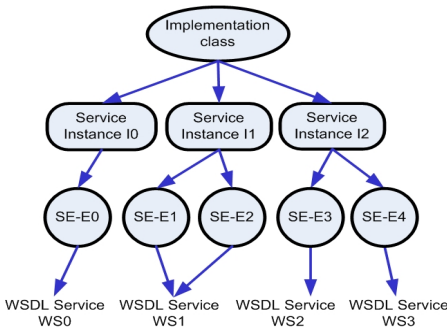 Implementation
class
Service
Instance I0
Service
Instance I1
Service
Instance I2
SE-E0
SE-E1
SE-E2
SE-E3
SE-E4
WSDL Service
WS0
WSDL Service
WS1
WSDL Service
WS2
WSDL Service
WS3